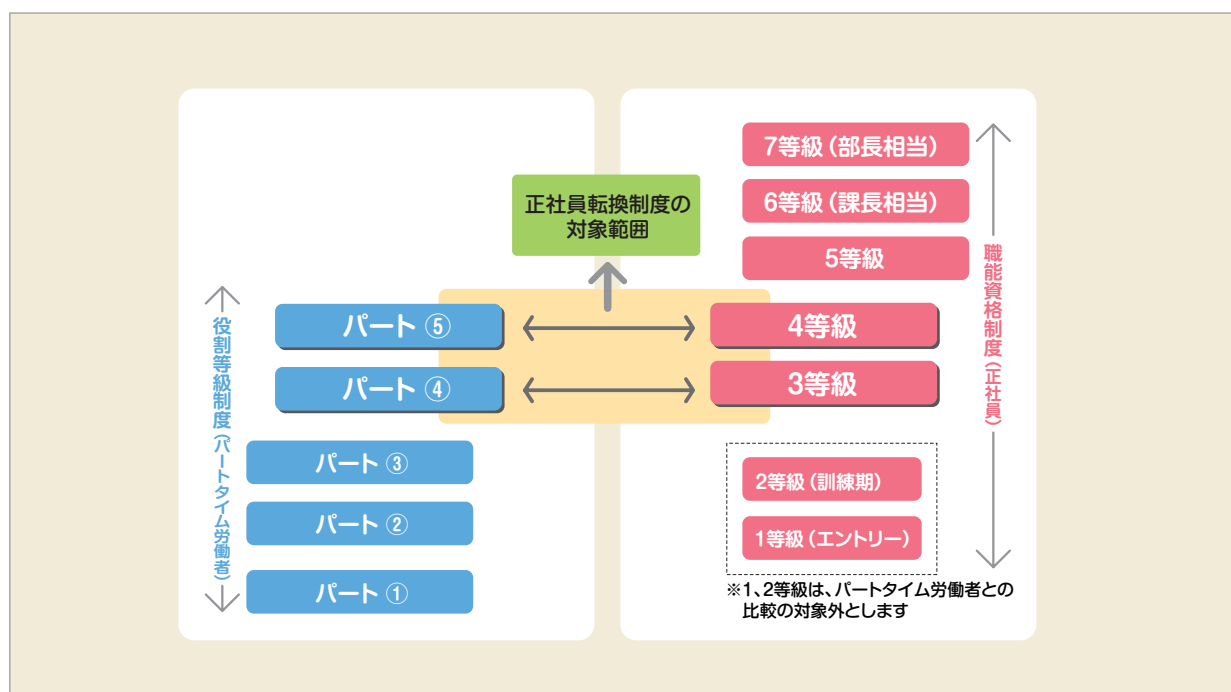 正社員転換制度の
対象範囲
役割等級制度（パートタイム労働者）
パート ⑤
パート ④
パート ③
パート ②
パート ①
7等級（部長相当）
6等級（課長相当）
5等級
4等級
3等級
2等級（訓練期）
1等級（エントリー）
※1、2等級は、パートタイム労働者との
比較の対象外とします
職能資格制度（正社員）